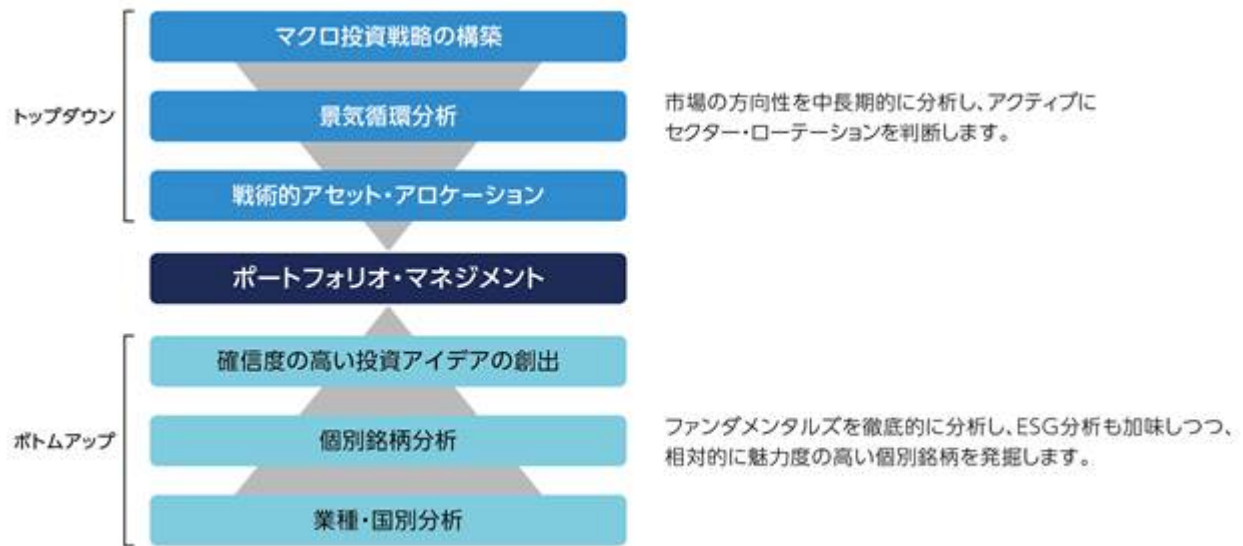 マクロ投資戦略の構築
トップダウン
景気循環分析
市場の方向性を中長期的に分析し、アクティブに
セクター・ローテーションを判断します。
戦術的アセット・アロケーション
ポートフォリオ・マネジメント
確信度の高い投資アイデアの創出
ボトムアップ
個別銘柄分析
ファンダメンタルズを徹底的に分析し、ESG分析も加味しつつ、
相対的に魅力度の高い個別銘柄を発掘します。
業種・国別分析